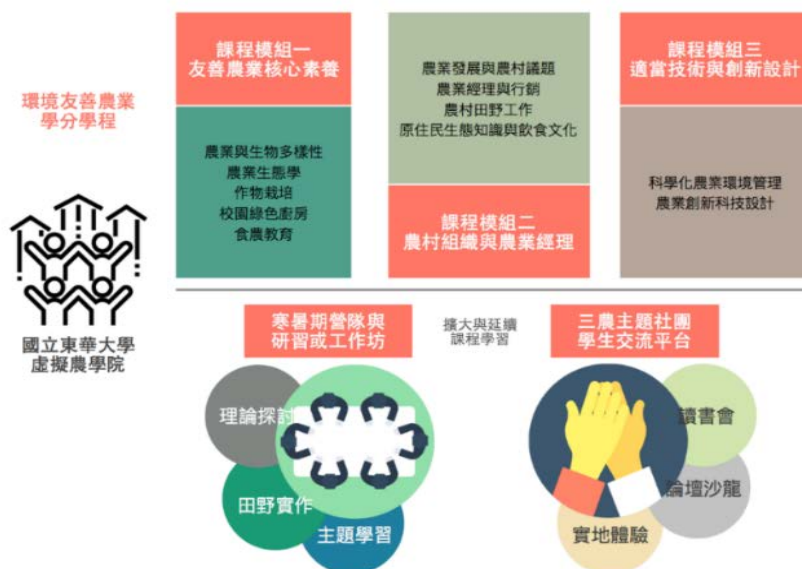 環境友善農業
學分學程
國立東華大學
虛擬農學院
課程模組一
友善農業核心素養
農業與生物多樣性
農業生態學
作物栽培
校園綠色廚房
食農教育
農業發展與農村議題
農業經理與行銷
農村田野工作
原住民生態知識與飲食文化
課程模組二
農村組織與農業經理
課程模組三
適當技術與創新設計
科學化農業環境管理
農業創新科技設計
寒暑期營隊與
研習或工作坊
擴大與延續
課程學習
三農主題社團
學生交流平台
理論探討
田野實作
主題學習
讀書會
論壇沙龍
實地體驗